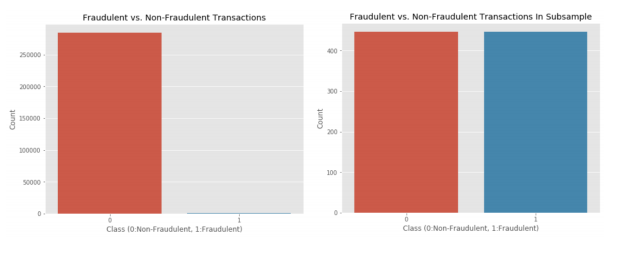 Fraudulent vs. Non-Fraudulent Transactions
250000
200000
150000
100000
50000
0
Count
0
1
Class (0:Non-Fraudulent, 1:Fraudulent)
Fraudulent vs. Non-Fraudulent Transactions In Subsample
400
300
200
100
0
Count
0
1
Class (0:Non-Fraudulent, 1:Fraudulent)